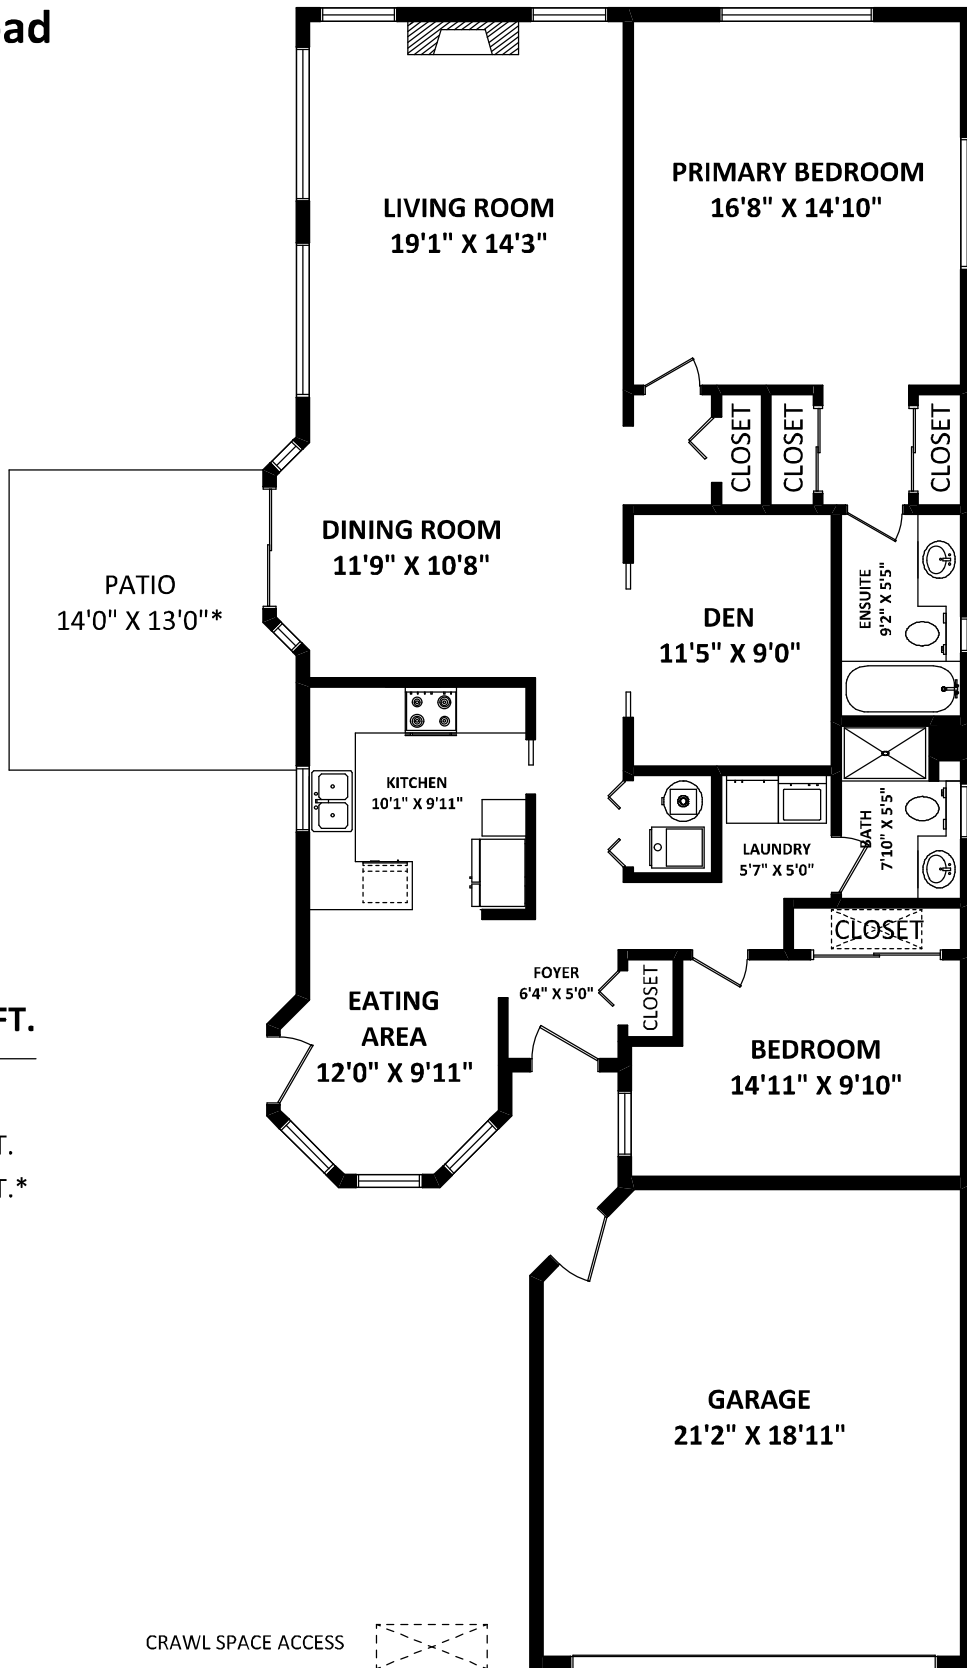 PRIMARY BEDROOM
16'8" X 14'10"
LIVING ROOM
19'1" X 14'3"
CLOSET
CLOSET
CLOSET
DINING ROOM
11'9" X 10'8"
PATIO
14'0" X 13'0"*
DEN
11'5" X 9'0"
ENSUITE
9'2" X 5'5"
KITCHEN
10'1" X 9'11"
LAUNDRY
5'7" X 5'0"
BATH
7'10" X 5'5"
CLOSET
FOYER
6'4" X 5'0"
CLOSET
EATING
AREA
12'0" X 9'11"
FT.
BEDROOM
14'11" X 9'10"
T.
T.*
GARAGE
21'2" X 18'11"
CRAWL SPACE ACCESS